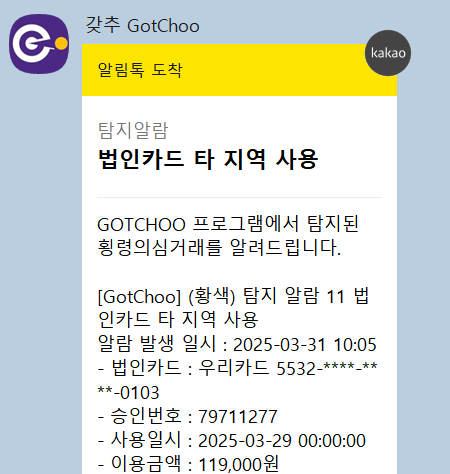 갖추 GotChoo
kakao
알림톡 도착
탐지알람
법인카드 타 지역 사용
GOTCHOO 프로그램에서 탐지된
횡령의심거래를 알려드립니다.
[GotChoo] (황색) 탐지 알람 11 법
인카드 타 지역 사용
알람 발생 일시 : 2025-03-31 10:05
- 법인카드 : 우리카드 5532-****-**
**-0103
- 승인번호 : 79711277
- 사용일시 : 2025-03-29 00:00:00
- 이용금액 : 119,000원